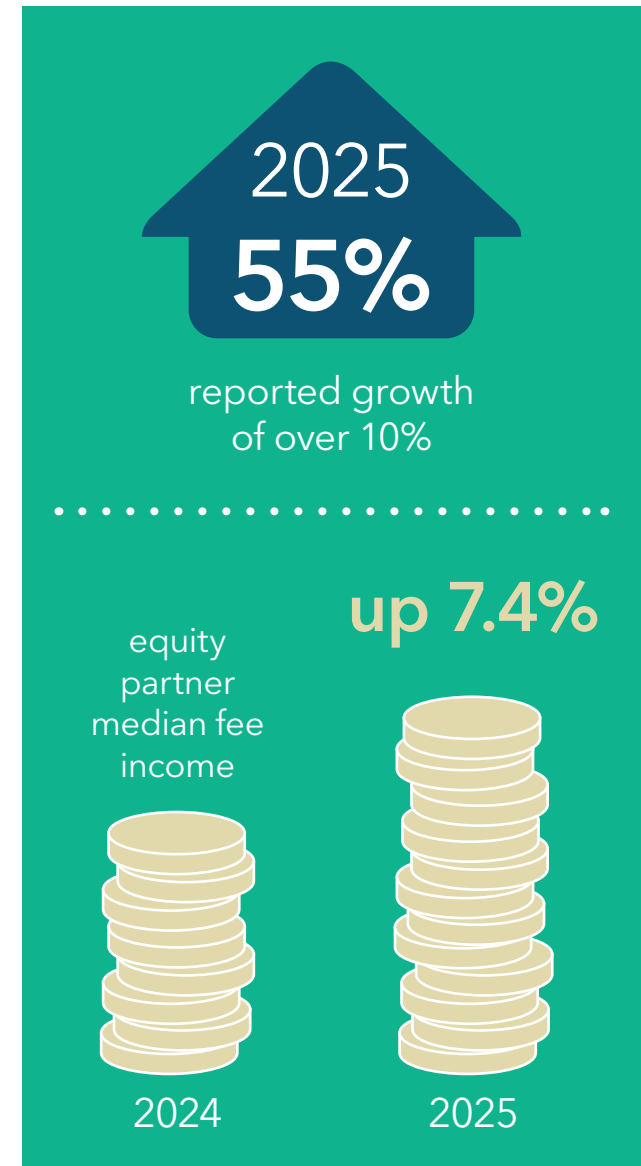 2025
55%
reported growth
of over 10%
up 7.4%
equity
partner
median fee
income
2024
2025